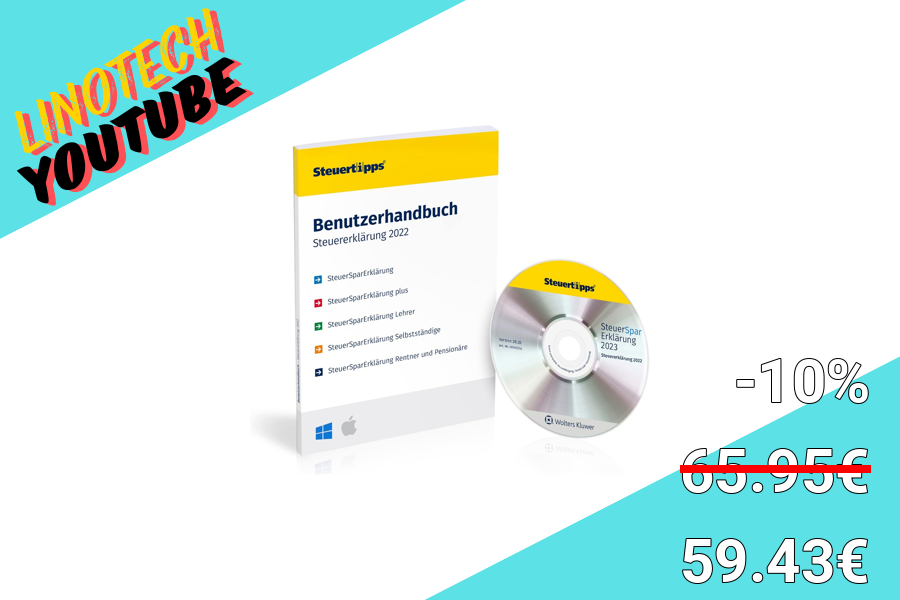 LINOTECH
YOUTUBE
Steuertipps®
Benutzerhandbuch
Steuererklärung 2022
SteuerSparErklärung
SteuerSparErklärung plus
SteuerSparErklärung Lehrer
SteuerSparErklärung Selbstständige
SteuerSparErklärung Rentner und Pensionäre
Steuertipps®
SteuerSpar
Erklärung
2023
Steuererklärung 2022
Wolters Kluwer
-10%
65.95€
59.43€